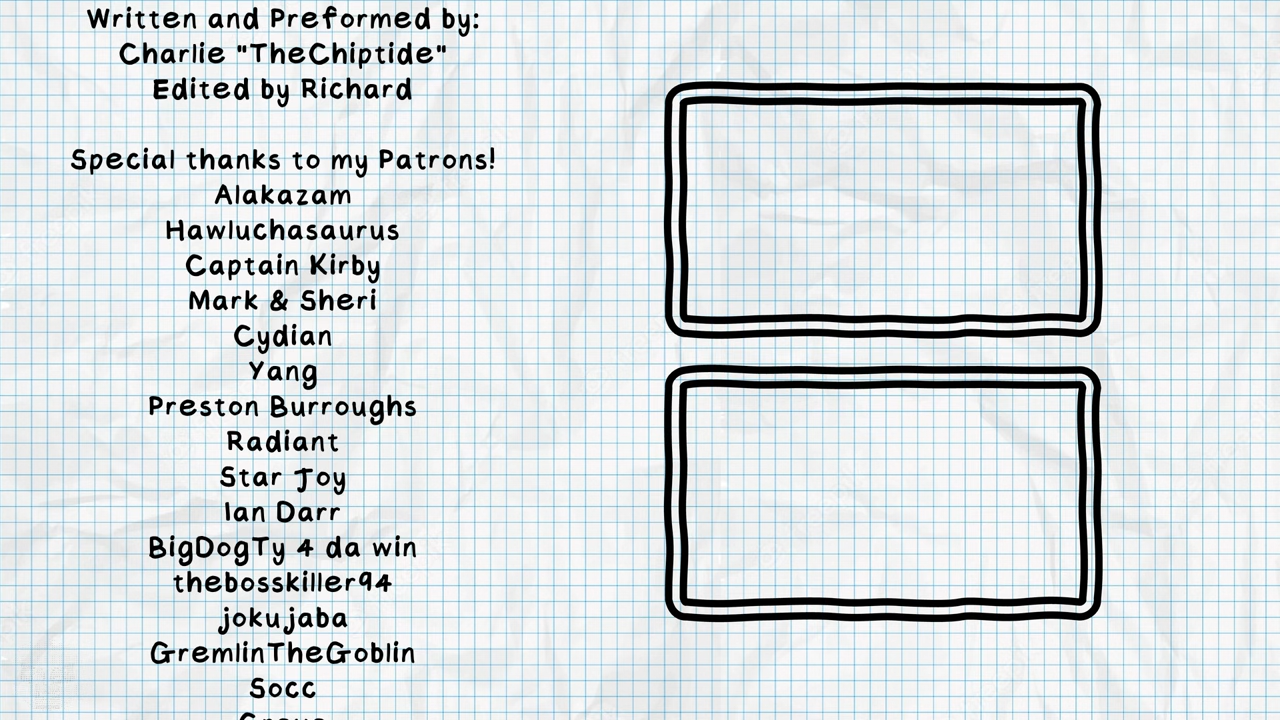 Written and Preformed by:
Charlie "TheChiptide"
Edited by Richard
Special thanks to my Patrons!
Alakazam
Hawluchasaurus
Captain Kirby
Mark & Sheri
Cydian
Yang
Preston Burroughs
Radiant
Star Joy
Ian Darr
BigDogTy 4 da win
thebosskiller94
jokujaba
GremlinTheGoblin
Socc